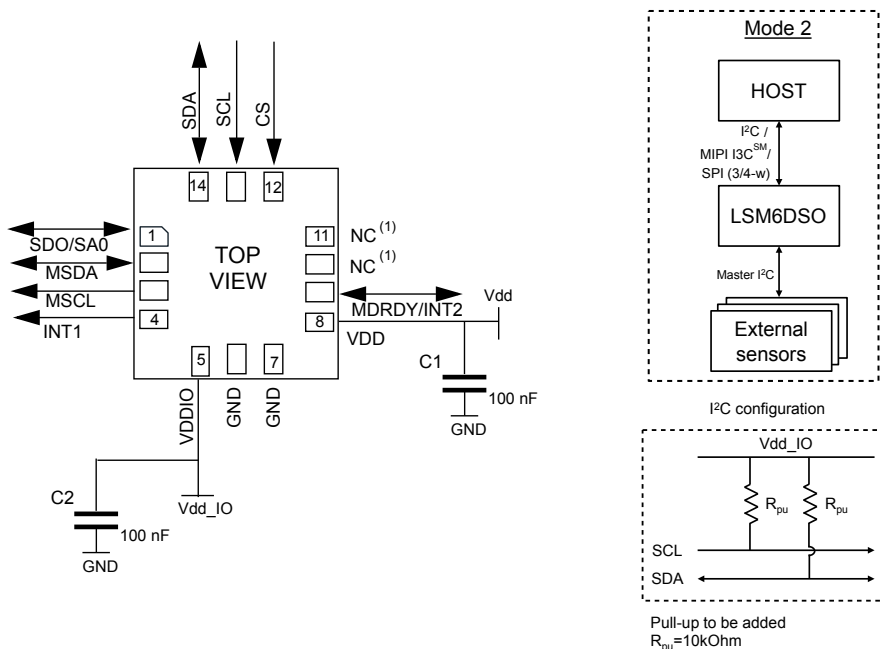 SDA
SCL
CS
14
12
1
11
NC (1)
SDO/SA0
TOP
VIEW
NC (1)
MSDA
MSCL
MDRDY/INT2
Vdd
INT1
4
8
VDD
5
7
C1
100 nF
GND
VDDIO
GND
GND
C2
Vdd_IO
100 nF
GND
Mode 2
HOST
I²C /
MIPI I3C SM/
SPI (3/4-w)
LSM6DSO
Master I²C
External
sensors
I²C configuration
Vdd_IO
Rpu
Rpu
SCL
SDA
Pull-up to be added
Rpu=10kOhm